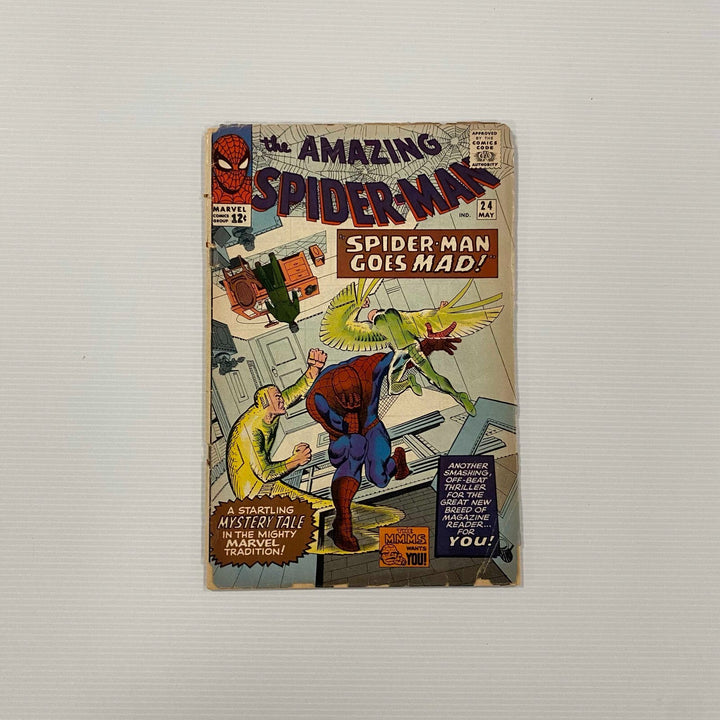 the AMAZING
SPIDER-MAN
APPROVED
BY THE
COMICS
CODE
AUTHORITY
MARVEL
COMICS
GROUP 12¢
IND.
24
MAY
"SPIDER-MAN
GOES MAD!"
A STARTLING
MYSTERY TALE
IN THE MIGHTY
MARVEL
TRADITION!
THE
M.M.M.S.
WANTS
YOU!
ANOTHER
SMASHING,
OFF-BEAT
THRILLER
FOR THE
GREAT NEW
BREED OF
MAGAZINE
READER...
FOR
YOU!